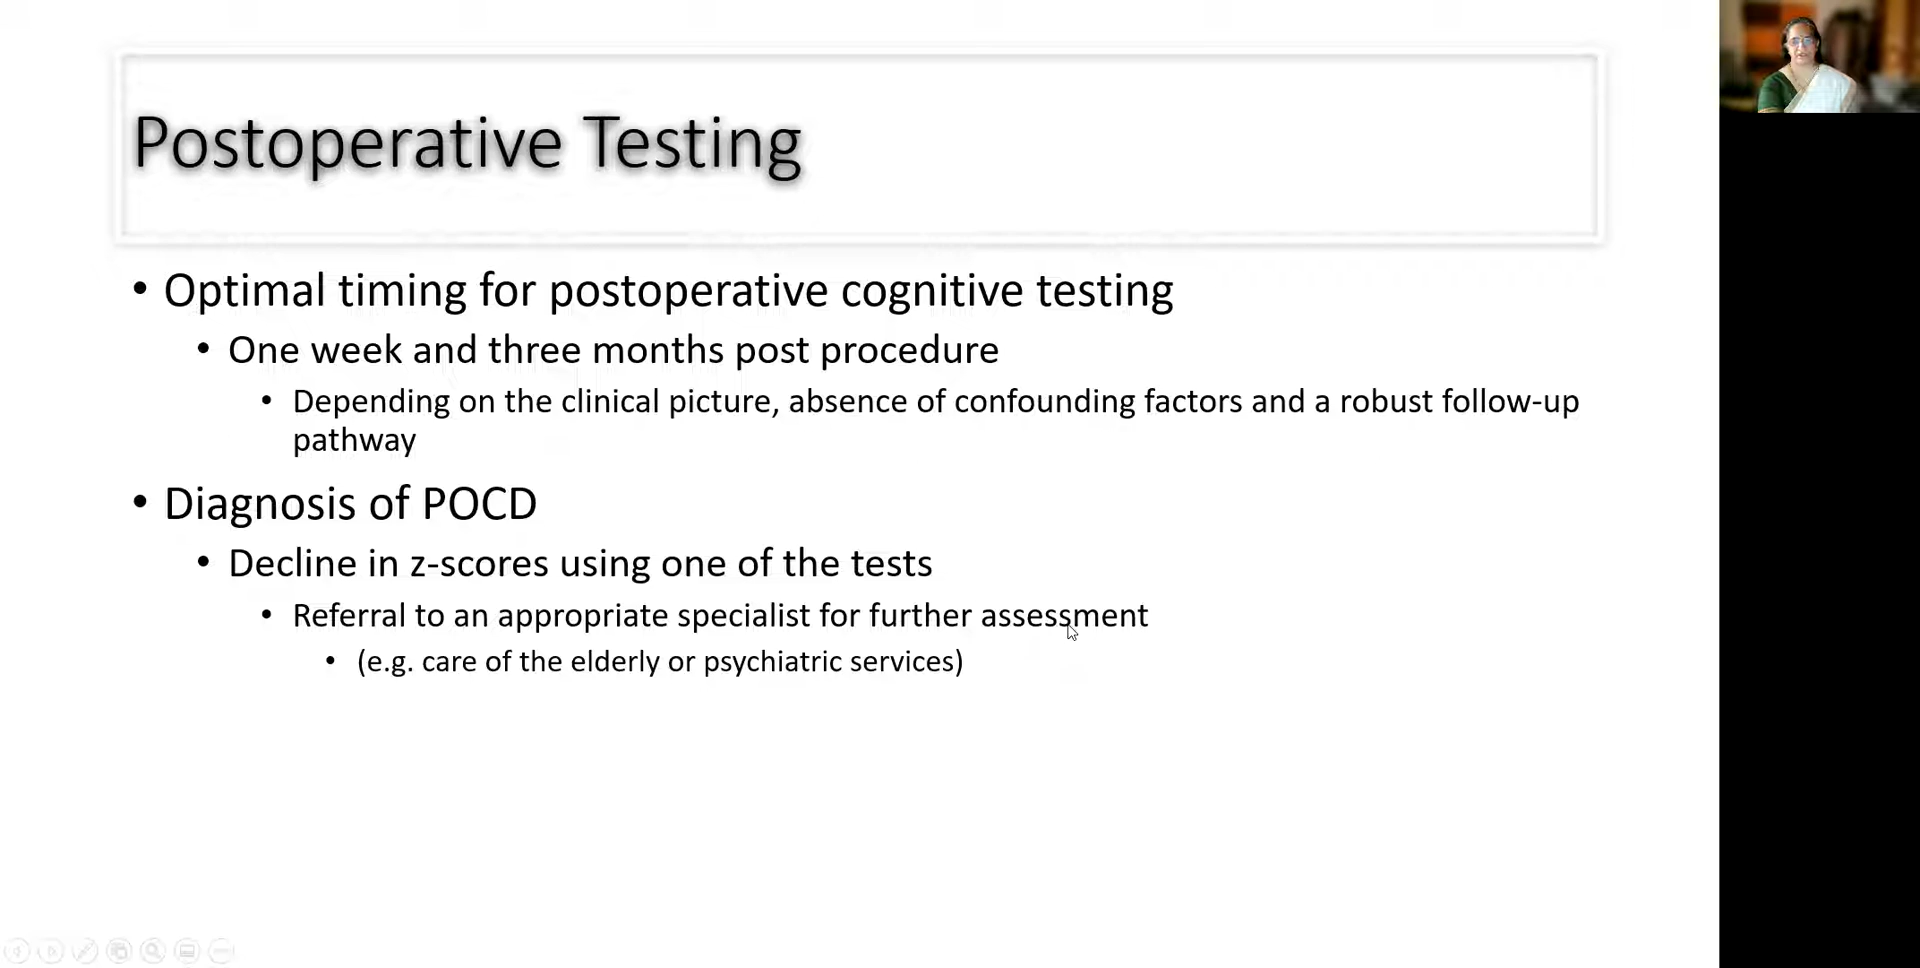 Postoperative Testing
• Optimal timing for postoperative cognitive testing
• One week and three months post procedure
• Depending on the clinical picture, absence of confounding factors and a robust follow-up
pathway
• Diagnosis of POCD
• Decline in z-scores using one of the tests
• Referral to an appropriate specialist for further assessment
• (e.g. care of the elderly or psychiatric services)